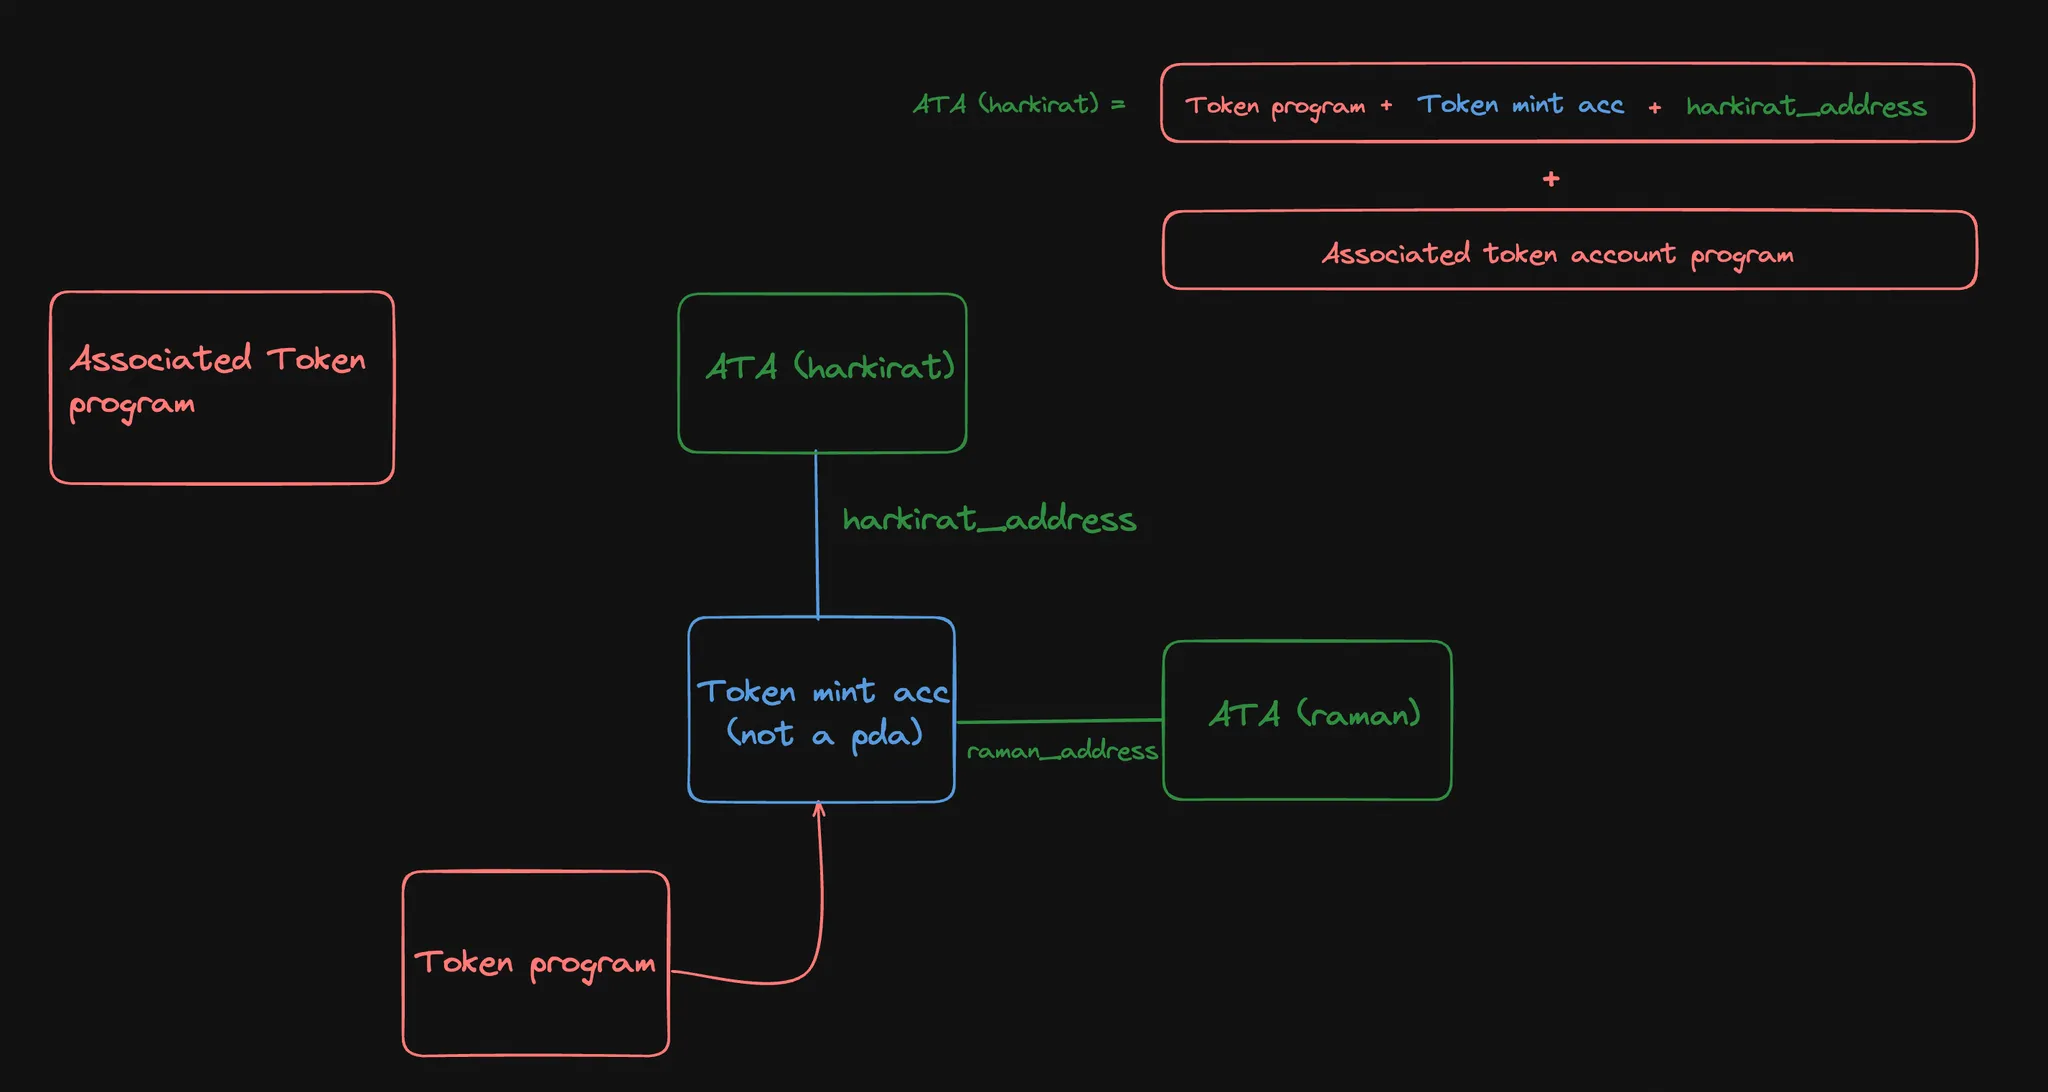 ATA (harkirat) = Token program + Token mint acc + harkirat_address
+
Associated token account program
Associated Token
program
ATA (harkirat)
harkirat_address
Token mint acc
(not a pda)
raman_address
ATA (raman)
Token program